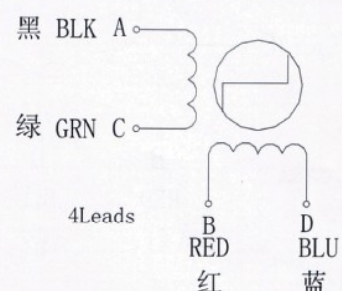 黑 BLK A
绿 GRN C
4Leads
B D
RED BLU
红 蓝